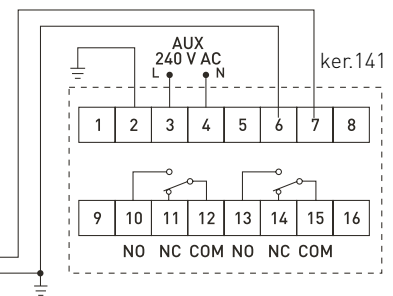 AUX
240 V AC
L N
ker.141
1 2 3 4 5 6 7 8
9 10 11 12 13 14 15 16
NO NC COM NO NC COM